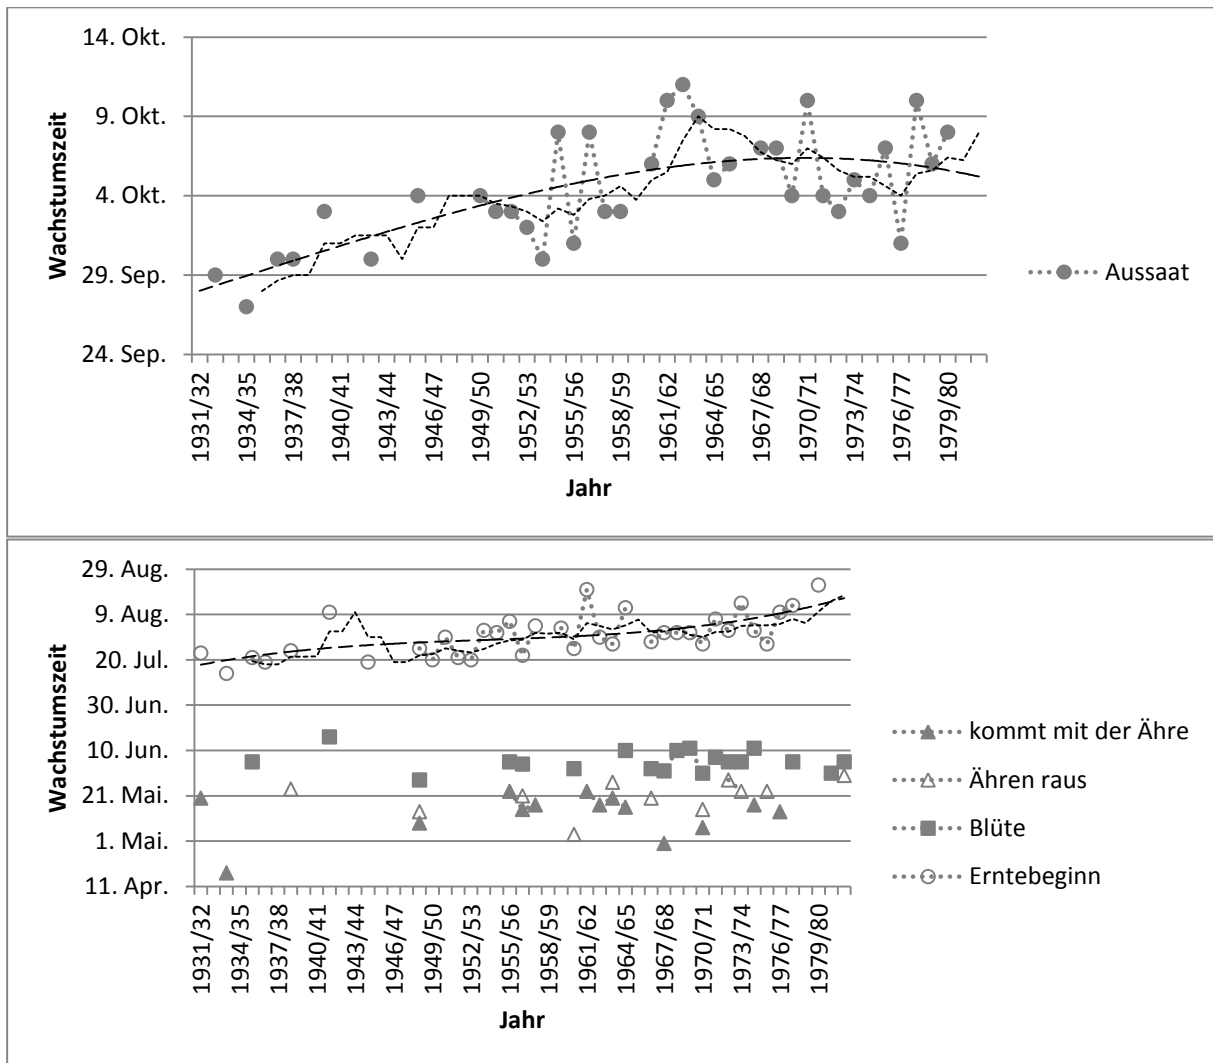 14. Okt.
9. Okt.
4. Okt.
29. Sep.
24. Sep.
Wachstumszeit
1931/32
1934/35
1937/38
1940/41
1943/44
1946/47
1949/50
1952/53
1955/56
1958/59
1961/62
1964/65
1967/68
1970/71
1973/74
1976/77
1979/80
Jahr
Aussaat
29. Aug.
9. Aug.
20. Jul.
30. Jun.
10. Jun.
21. Mai.
1. Mai.
11. Apr.
Wachstumszeit
1931/32
1934/35
1937/38
1940/41
1943/44
1946/47
1949/50
1952/53
1955/56
1958/59
1961/62
1964/65
1967/68
1970/71
1973/74
1976/77
1979/80
Jahr
kommt mit der Ähre
Ähren raus
Blüte
Erntebeginn